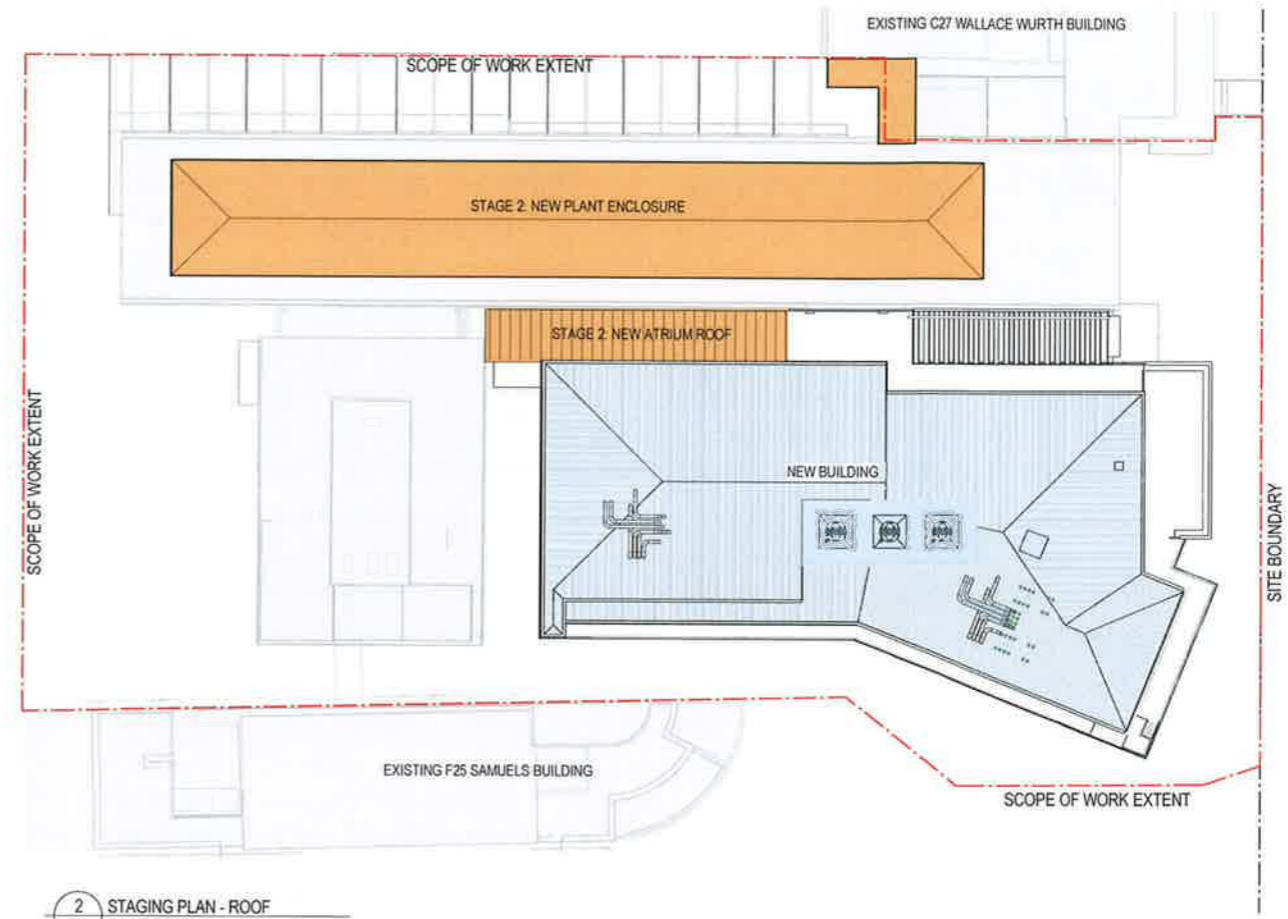 EXISTING C27 WALLACE WURTH BUILDING
SCOPE OF WORK EXTENT
STAGE 2: NEW PLANT ENCLOSURE
STAGE 2: NEW ATRIUM ROOF
SCOPE OF WORK EXTENT
NEW BUILDING
SITE BOUNDARY
EXISTING F25 SAMUELS BUILDING
SCOPE OF WORK EXTENT
2 STAGING PLAN - ROOF